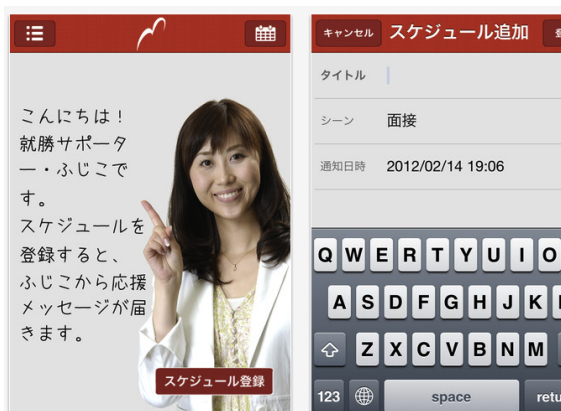 こんにちは！
就勝サポータ
ー・ふじこで
す。
スケジュールを
登録すると、
ふじこから応援
メッセージが届
きます。
スケジュール登録
キャンセル スケジュール追加
タイトル
シーン 面接
通知日時 2012/02/14 19:06
Q W E R T Y U I O
A S D F G H J K
Z X C V B N M
123 space retu